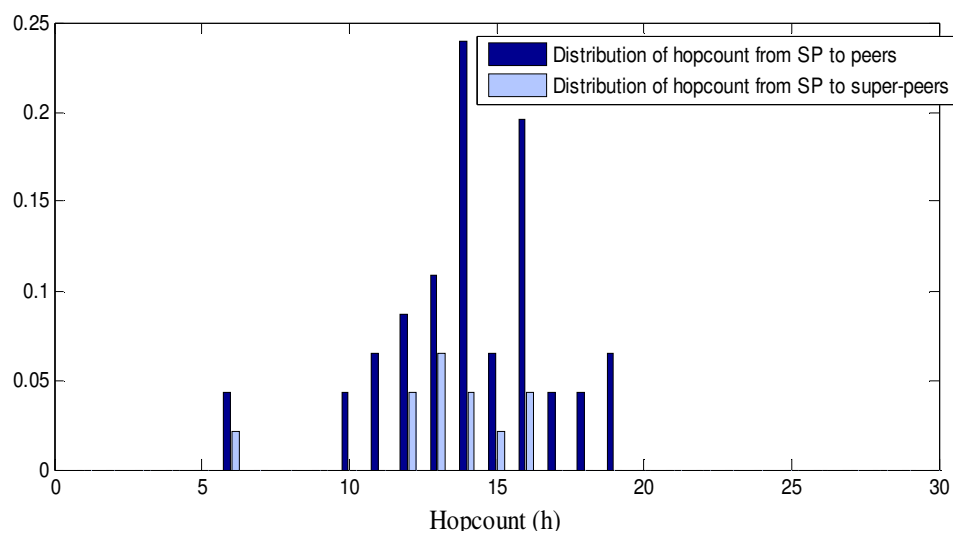 0.25
0.2
0.15
0.1
0.05
0
Distribution of hopcount from SP to peers
Distribution of hopcount from SP to super-peers
0 5 10 15 20 25 30
Hopcount (h)